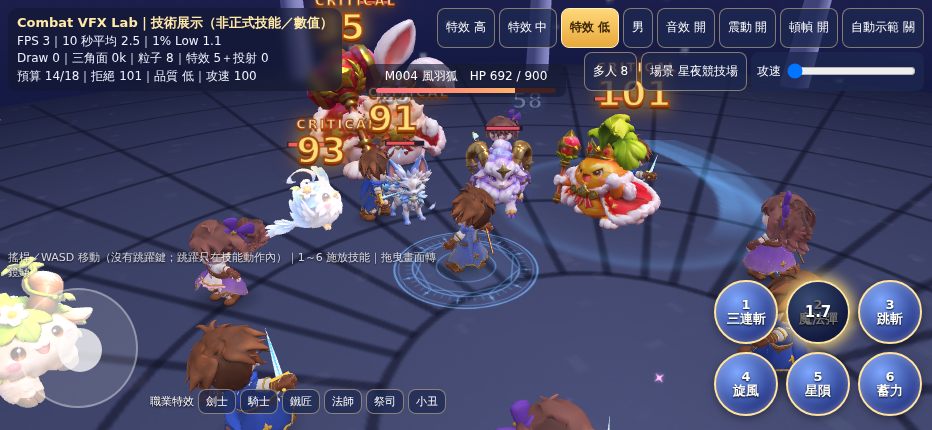 Combat VFX Lab｜技術展示（非正式技能／數值）
FPS 3｜10 秒平均 2.5｜1% Low 1.1
Draw 0｜三角面 0k｜粒子 8｜特效 5＋投射 0
預算 14/18｜拒絕 101｜品質 低｜攻速 100
特效 高
特效 中
特效 低
男
音效 開
震動 開
頓幀 開
自動示範 關
多人 8
場景 星夜競技場
攻速
M004 風羽狐 HP 692 / 900
CRITICAL
5
CRITICAL
91
CRITICAL
93
58
101
搖桿／WASD 移動（沒有跳躍鍵；跳躍只在技能動作內）｜1~6 施放技能｜拖曳畫面轉
鏡頭
1
三連斬
2
魔法彈
1.7
3
跳斬
4
旋風
5
星隕
6
蓄力
職業特效
劍士
騎士
鐵匠
法師
祭司
小丑